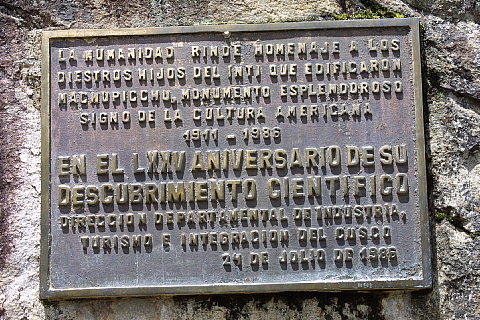 LA HUMANIDAD RINDE HOMENAJE A LOS
DIESTROS HIJOS DEL INTI QUE EDIFICARON
MACHUPICCHU, MONUMENTO ESPLENDOROSO
SIGNO DE LA CULTURA AMERICANA
1911 - 1986
EN EL LXXV ANIVERSARIO DE SU
DESCUBRIMIENTO CIENTIFICO
DIRECCION DEPARTAMENTAL DE INDUSTRIA,
TURISMO E INTEGRACION DEL CUSCO
24 DE JULIO DE 1986